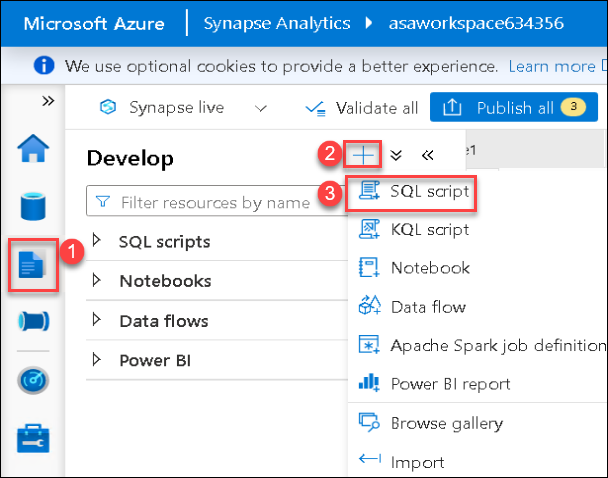 Microsoft Azure Synapse Analytics asaworkspace634356
We use optional cookies to provide a better experience. Learn more
Synapse live Validate all Publish all 3
Develop 2
Filter resources by name
3 SQL script
1 SQL scripts
KQL script
Notebooks
Notebook
Data flows
Data flow
Power BI
Apache Spark job definition
Power BI report
Browse gallery
Import